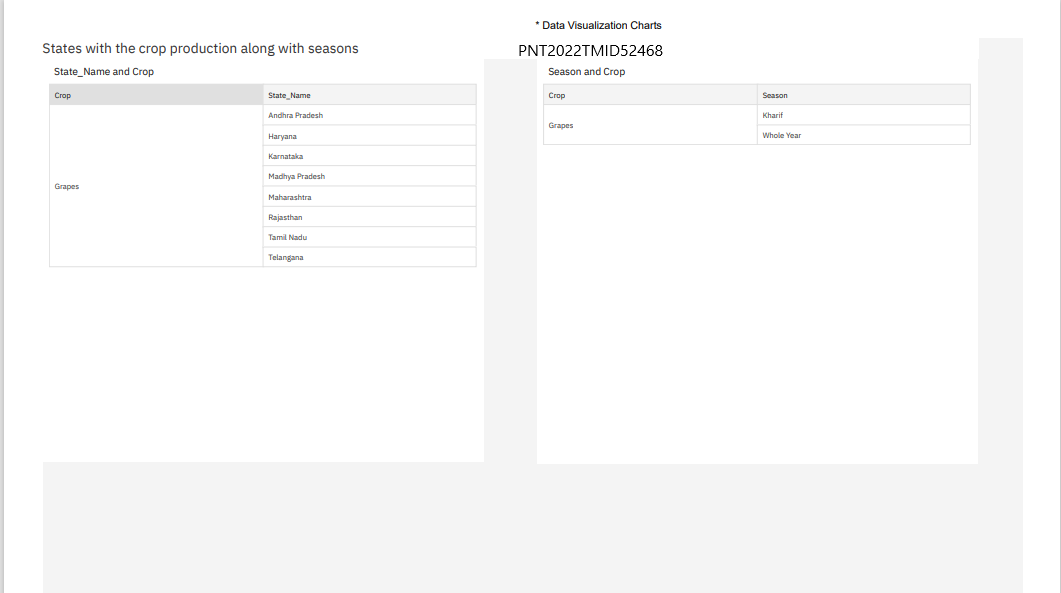 * Data Visualization Charts
States with the crop production along with seasons
PNT2022TMID52468
State_Name and Crop
Crop State_Name
Grapes
Andhra Pradesh
Haryana
Karnataka
Madhya Pradesh
Maharashtra
Rajasthan
Tamil Nadu
Telangana
Season and Crop
Crop Season
Grapes
Kharif
Whole Year